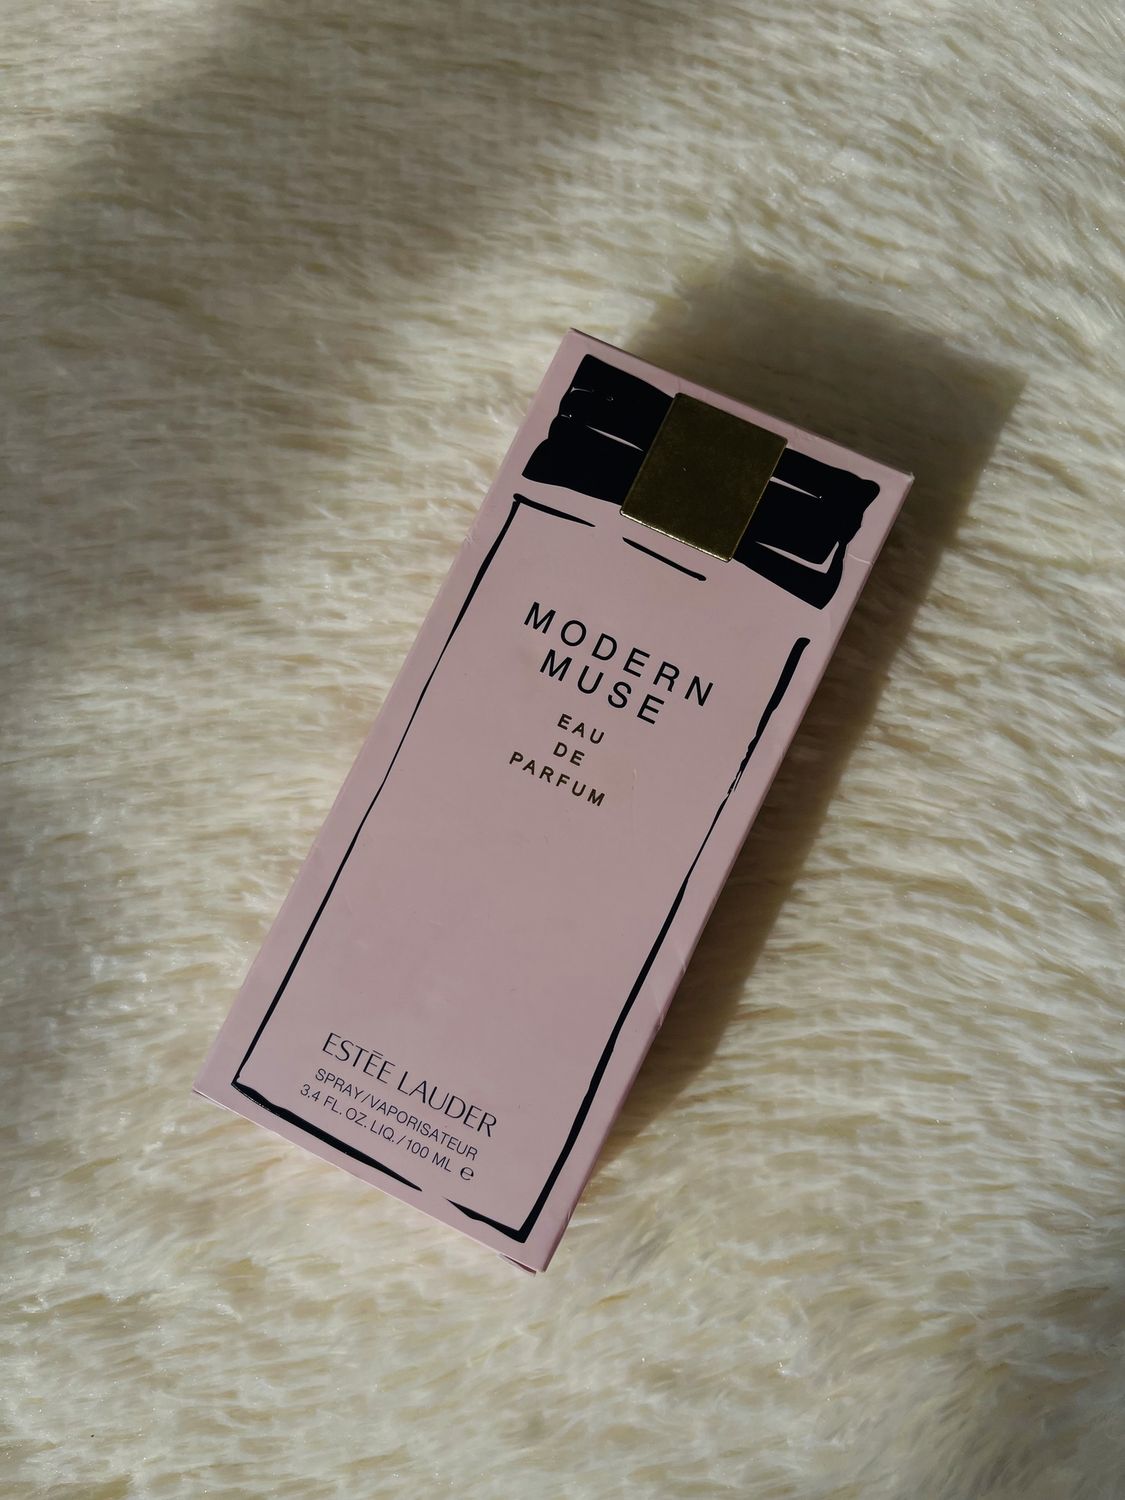 MODERN
MUSE
EAU
DE
PARFUM
ESTĒE LAUDER
SPRAY/VAPORISATEUR
3.4 FL. OZ. LIQ./100 ML ℮